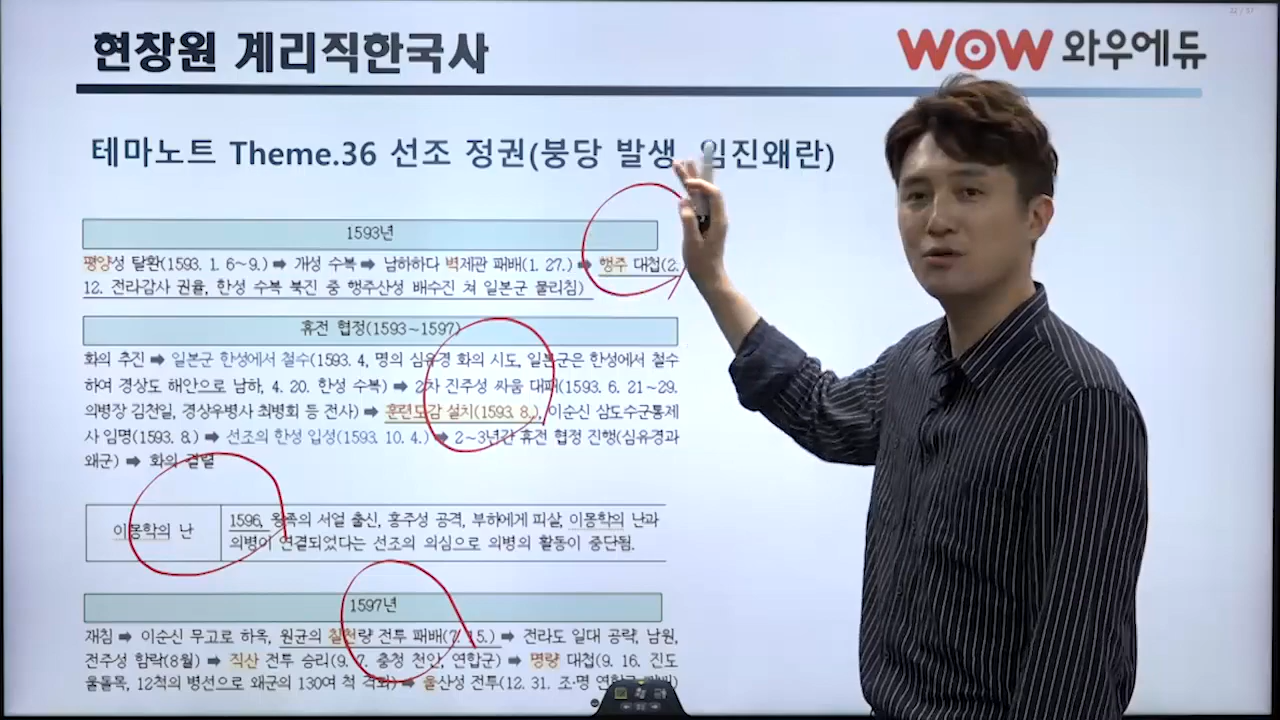 현창원 계리직한국사
WOW 와우에듀
테마노트 Theme.36 선조 정권(붕당 발생, 임진왜란)
1593년
평양성 탈환(1593. 1. 6~9.) ➡ 개성 수복 ➡ 남하하다 벽제관 패배(1. 27.) ➡ 행주 대첩(2.
12. 전라감사 권율, 한성 수복 북진 중 행주산성 배수진 쳐 일본군 물리침)
휴전 협정(1593~1597)
화의 추진 ➡ 일본군 한성에서 철수(1593. 4, 명의 심유경 화의 시도, 일본군은 한성에서 철수
하여 경상도 해안으로 남하, 4. 20. 한성 수복) ➡ 2차 진주성 싸움 대패(1593. 6. 21~29.
의병장 김천일, 경상우병사 최병회 등 전사) ➡ 훈련도감 설치(1593. 8.), 이순신 삼도수군통제
사 임명(1593. 8.) ➡ 선조의 한성 입성(1593. 10. 4.) ➡ 2~3년간 휴전 협정 진행(심유경과
왜군) ➡ 화의 결렬
이몽학의 난
1596, 왕족의 서얼 출신, 홍주성 공격, 부하에게 피살, 이몽학의 난과
의병이 연결되었다는 선조의 의심으로 의병의 활동이 중단됨.
1597년
재침 ➡ 이순신 무고로 하옥, 원균의 칠천량 전투 패배(7. 15.) ➡ 전라도 일대 공략, 남원,
전주성 함락(8월) ➡ 직산 전투 승리(9. 7. 충청 천안, 연합군) ➡ 명량 대첩(9. 16. 진도
울돌목, 12척의 병선으로 왜군의 130여 척 격파) ➡ 울산성 전투(12. 31. 조·명